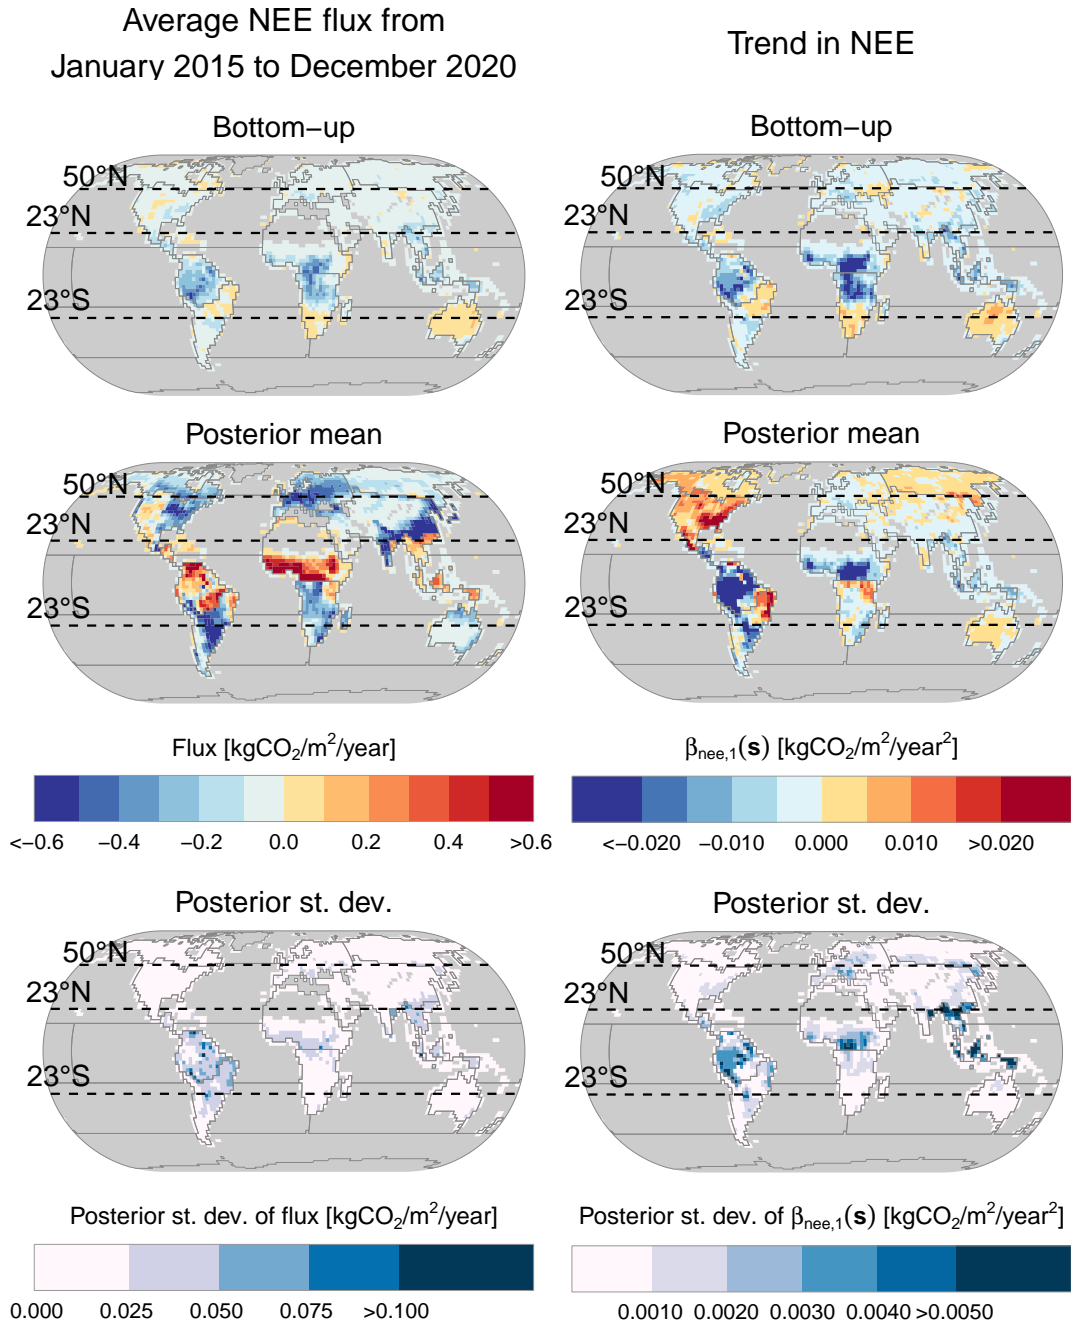 Average NEE flux from
January 2015 to December 2020
Trend in NEE
Bottom−up
Bottom−up
50°N
23°N
23°S
50°N
23°N
23°S
Posterior mean
Posterior mean
50°N
23°N
23°S
50°N
23°N
23°S
Flux [kgCO₂/m²/year]
<−0.6 −0.4 −0.2 0.0 0.2 0.4 >0.6
βnee,1(s) [kgCO₂/m²/year²]
<−0.020 −0.010 0.000 0.010 >0.020
Posterior st. dev.
Posterior st. dev.
50°N
23°N
23°S
50°N
23°N
23°S
Posterior st. dev. of flux [kgCO₂/m²/year]
0.000 0.025 0.050 0.075 >0.100
Posterior st. dev. of βnee,1(s) [kgCO₂/m²/year²]
0.0010 0.0020 0.0030 0.0040 >0.0050